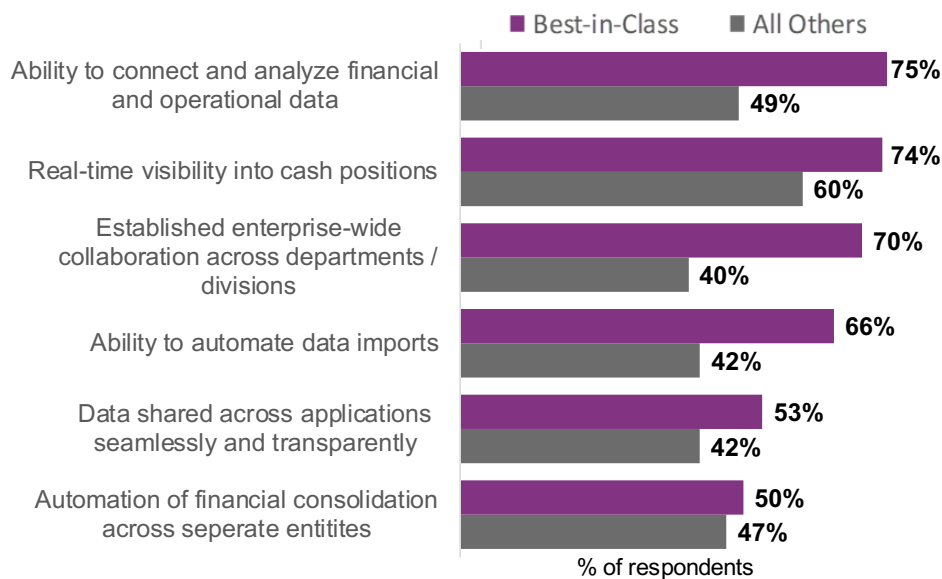 Best-in-Class All Others
Ability to connect and analyze financial
and operational data
75%
49%
Real-time visibility into cash positions
74%
60%
Established enterprise-wide
collaboration across departments /
divisions
70%
40%
Ability to automate data imports
66%
42%
Data shared across applications
seamlessly and transparently
53%
42%
Automation of financial consolidation
across seperate entitites
50%
47%
% of respondents